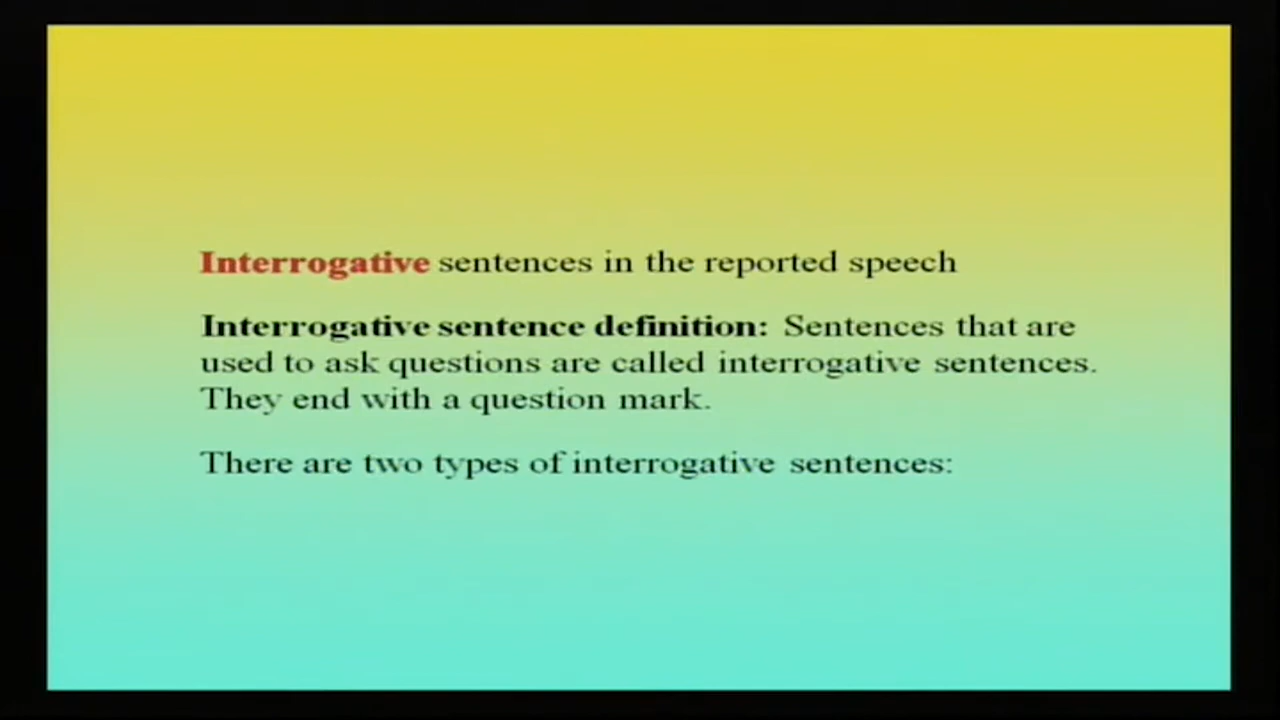 Interrogative sentences in the reported speech
Interrogative sentence definition: Sentences that are
used to ask questions are called interrogative sentences.
They end with a question mark.
There are two types of interrogative sentences: